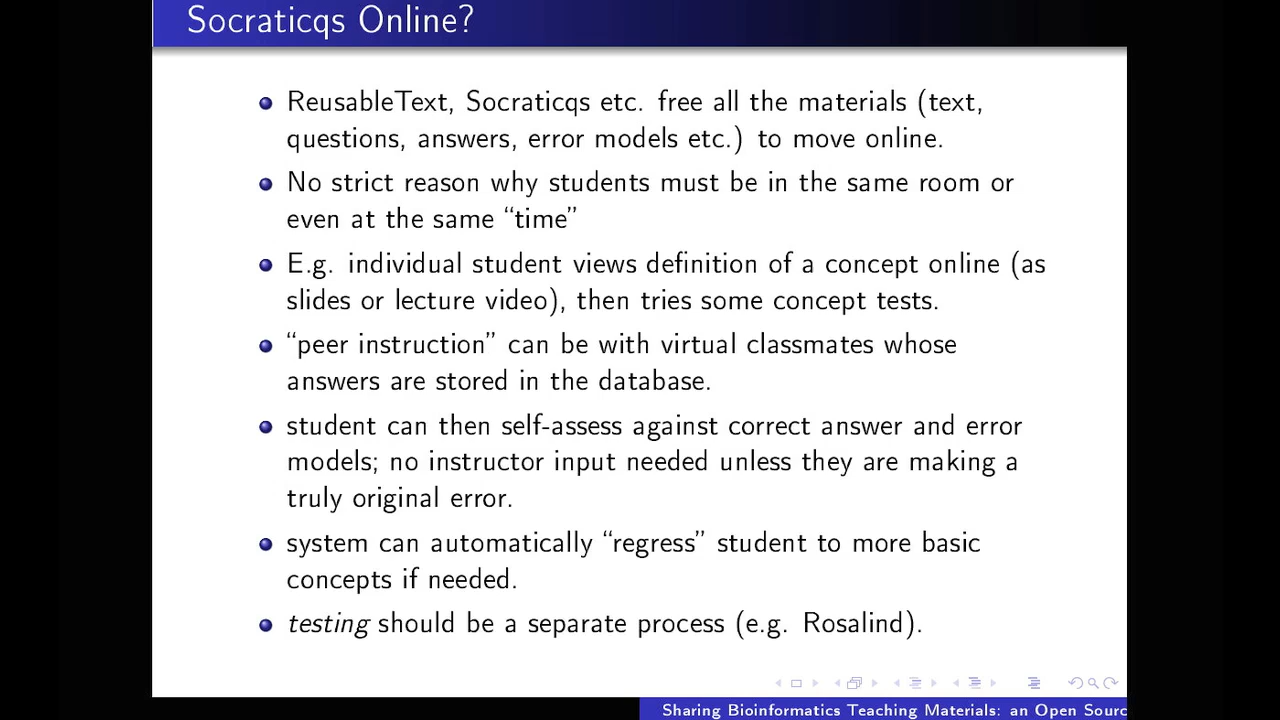 Socraticqs Online?
ReusableText, Socraticqs etc. free all the materials (text,
questions, answers, error models etc.) to move online.
No strict reason why students must be in the same room or
even at the same “time”
E.g. individual student views definition of a concept online (as
slides or lecture video), then tries some concept tests.
“peer instruction” can be with virtual classmates whose
answers are stored in the database.
student can then self-assess against correct answer and error
models; no instructor input needed unless they are making a
truly original error.
system can automatically “regress” student to more basic
concepts if needed.
testing should be a separate process (e.g. Rosalind).
Sharing Bioinformatics Teaching Materials: an Open Sourc